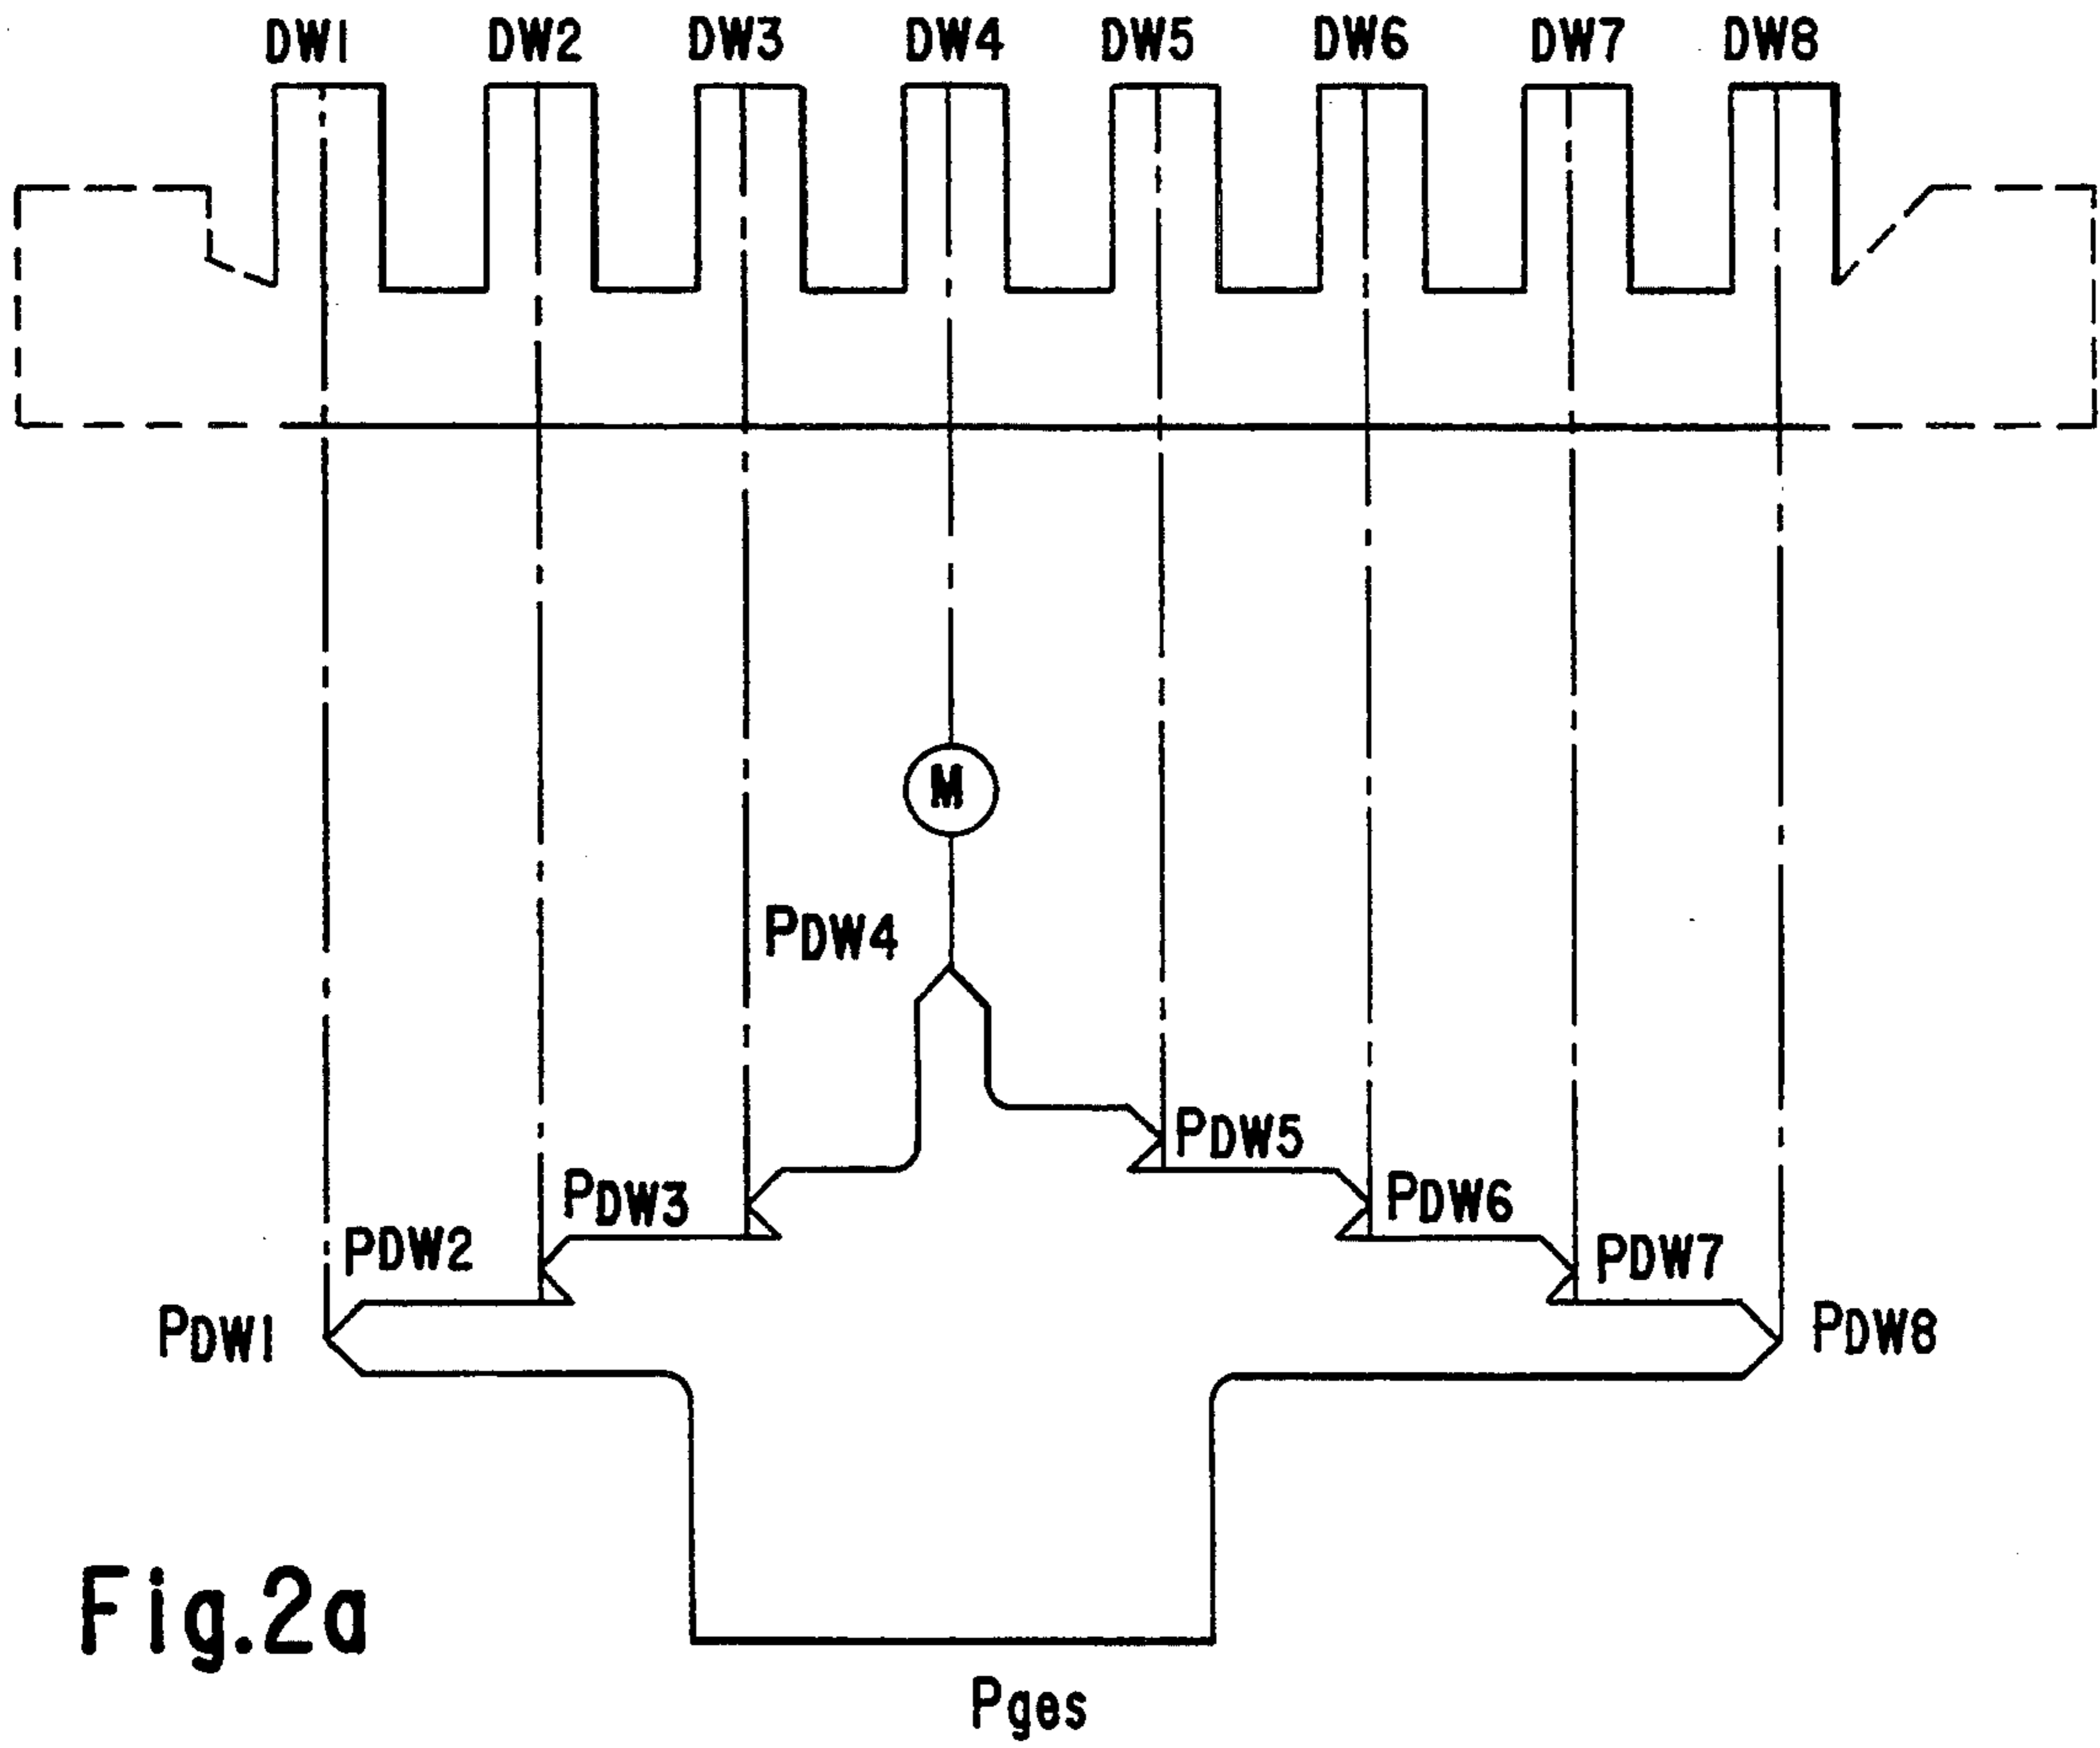 DW1 DW2 DW3 DW4 DW5 DW6 DW7 DW8
M
PDW4
PDW5
PDW3 PDW6
PDW2 PDW7
PDW1 PDW8
Fig.2a
Pges